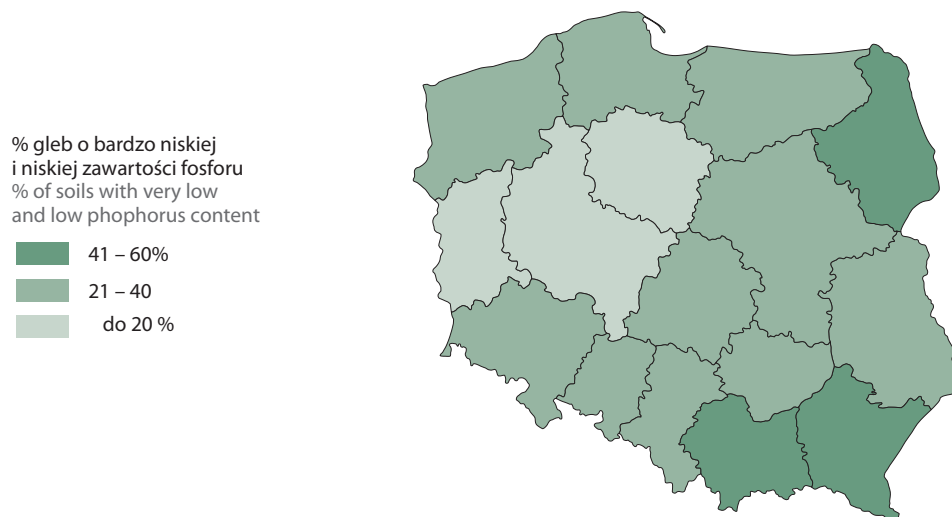 % gleb o bardzo niskiej
i niskiej zawartości fosforu
% of soils with very low
and low phophorus content
41 – 60%
21 – 40
do 20 %